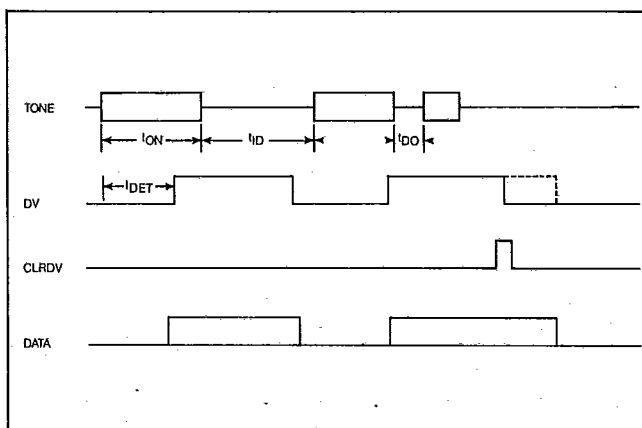 TONE
tON
tID
tDO
tDET
DV
CLRDV
DATA